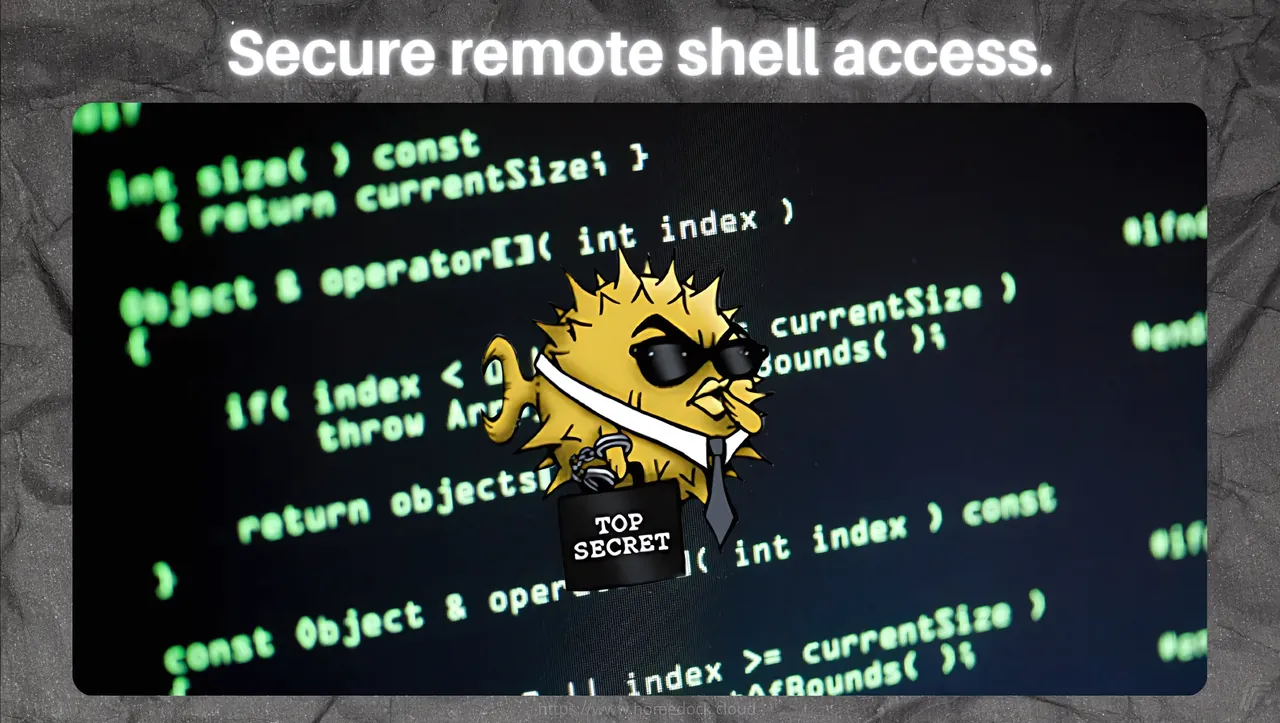 Secure remote shell access.
int size( ) const
{ return currentSize; }
Object & operator[]( int index )
{
if( index < currentSize )
throw Bounds( );
return objects
}
const Object & oper ]( int index ) const
{
|| index >= currentSize )
Bounds( );
TOP
SECRET
https://www.homedock.cloud